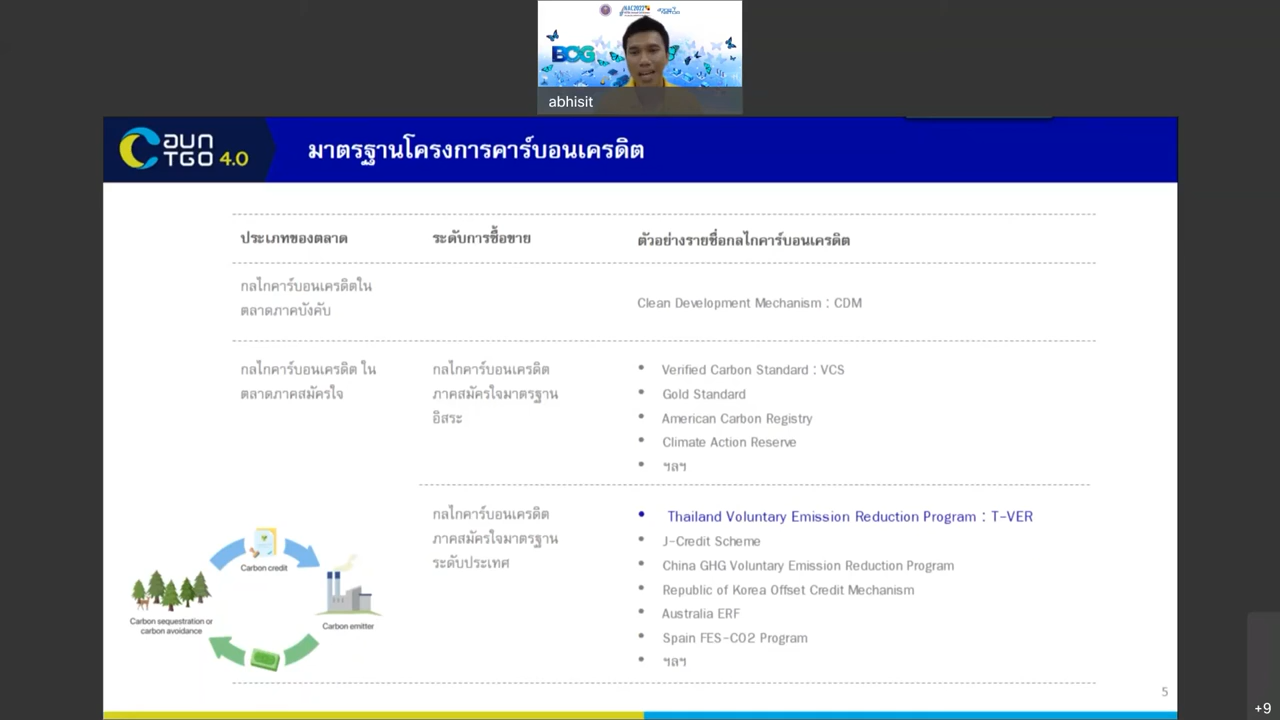 NAC2022
BCG
abhisit
อบก
TGO 4.0
มาตรฐานโครงการคาร์บอนเครดิต
ประเภทของตลาด
ระดับการซื้อขาย
ตัวอย่างรายชื่อกลไกคาร์บอนเครดิต
กลไกคาร์บอนเครดิตใน
ตลาดภาคบังคับ
Clean Development Mechanism : CDM
กลไกคาร์บอนเครดิต ใน
ตลาดภาคสมัครใจ
กลไกคาร์บอนเครดิต
ภาคสมัครใจมาตรฐาน
อิสระ
• Verified Carbon Standard : VCS
• Gold Standard
• American Carbon Registry
• Climate Action Reserve
• ฯลฯ
กลไกคาร์บอนเครดิต
ภาคสมัครใจมาตรฐาน
ระดับประเทศ
• Thailand Voluntary Emission Reduction Program : T-VER
• J-Credit Scheme
• China GHG Voluntary Emission Reduction Program
• Republic of Korea Offset Credit Mechanism
• Australia ERF
• Spain FES-CO2 Program
• ฯลฯ
Carbon credit
Carbon sequestration or
carbon avoidance
Carbon emitter
5
+9